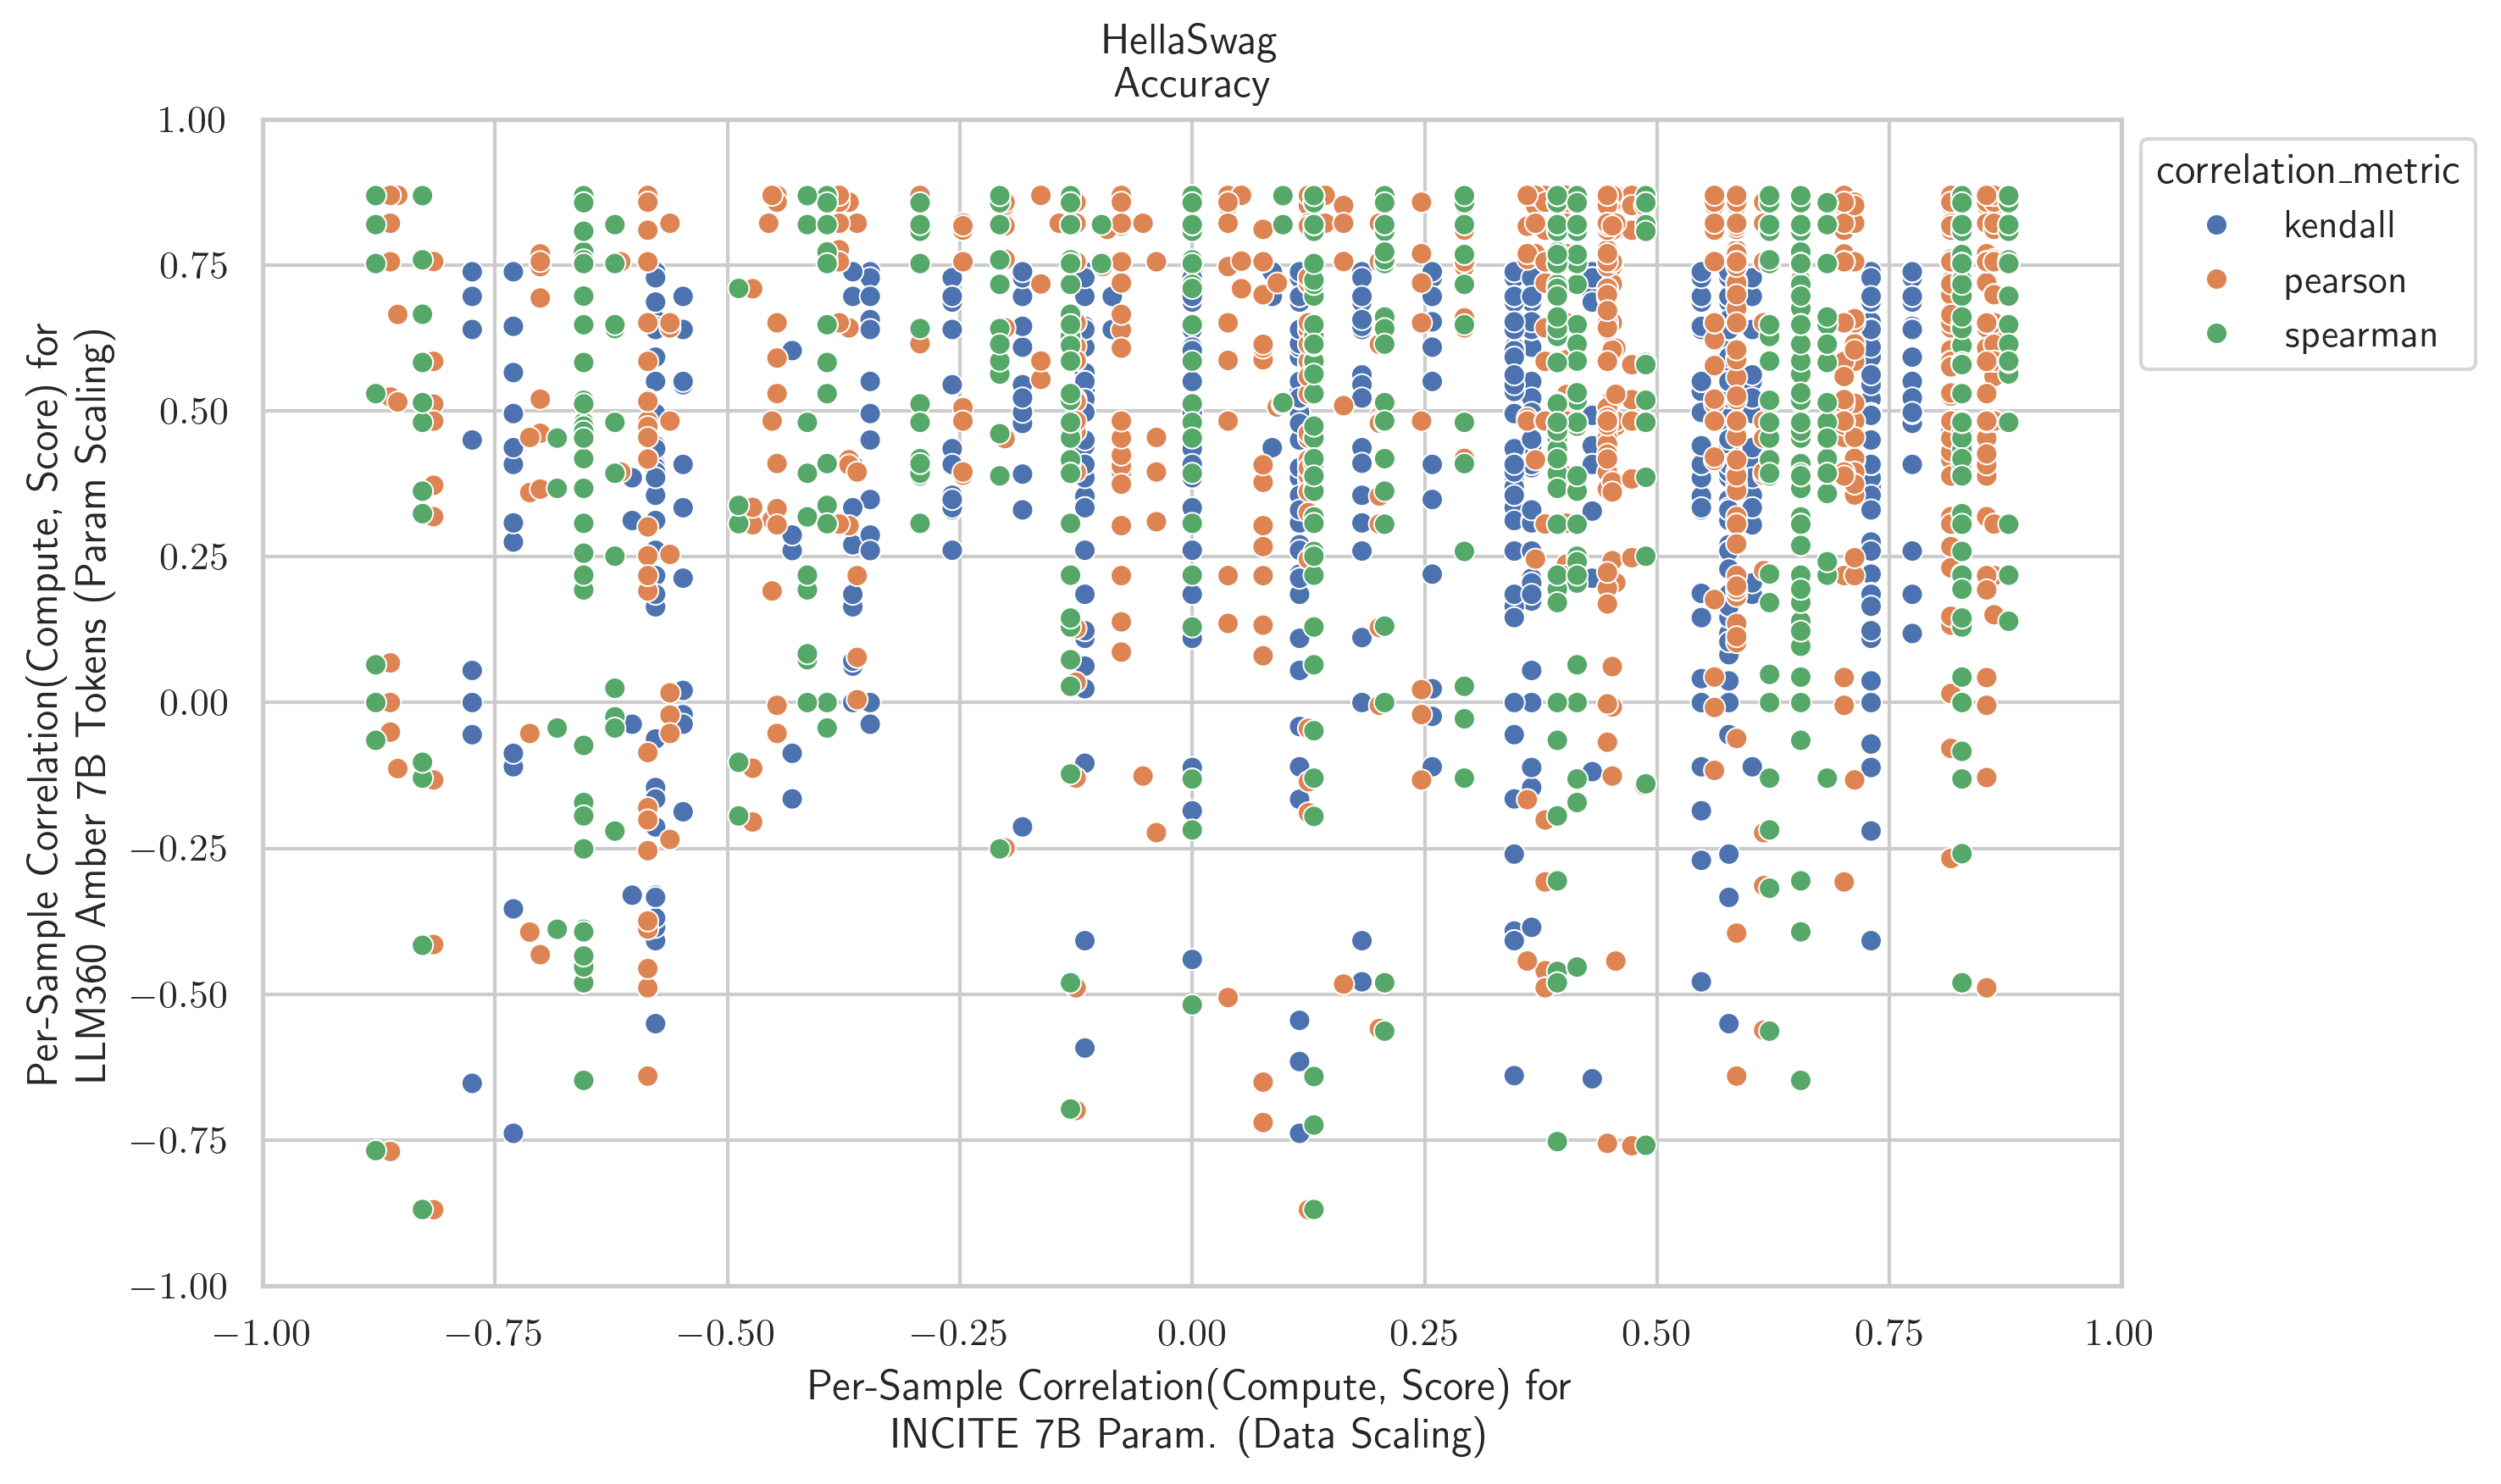 HellaSwag
Accuracy
1.00
0.75
0.50
0.25
0.00
−0.25
−0.50
−0.75
−1.00
Per-Sample Correlation(Compute, Score) for
LLM360 Amber 7B Tokens (Param Scaling)
−1.00 −0.75 −0.50 −0.25 0.00 0.25 0.50 0.75 1.00
Per-Sample Correlation(Compute, Score) for
INCITE 7B Param. (Data Scaling)
correlation_metric
kendall
pearson
spearman